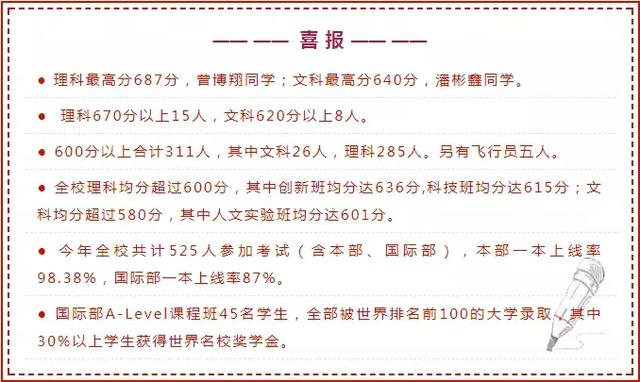 —— —— 喜报 —— ——
● 理科最高分687分，曾博翔同学；文科最高分640分，潘彬鑫同学。
● 理科670分以上15人，文科620分以上8人。
● 600分以上合计311人，其中文科26人，理科285人。另有飞行员五人。
● 全校理科均分超过600分，其中创新班均分达636分,科技班均分达615分；文
科均分超过580分，其中人文实验班均分达601分。
● 今年全校共计525人参加考试（含本部、国际部），本部一本上线率
98.38%，国际部一本上线率87%。
● 国际部A-Level课程班45名学生，全部被世界排名前100的大学录取，其中
30%以上学生获得世界名校奖学金。